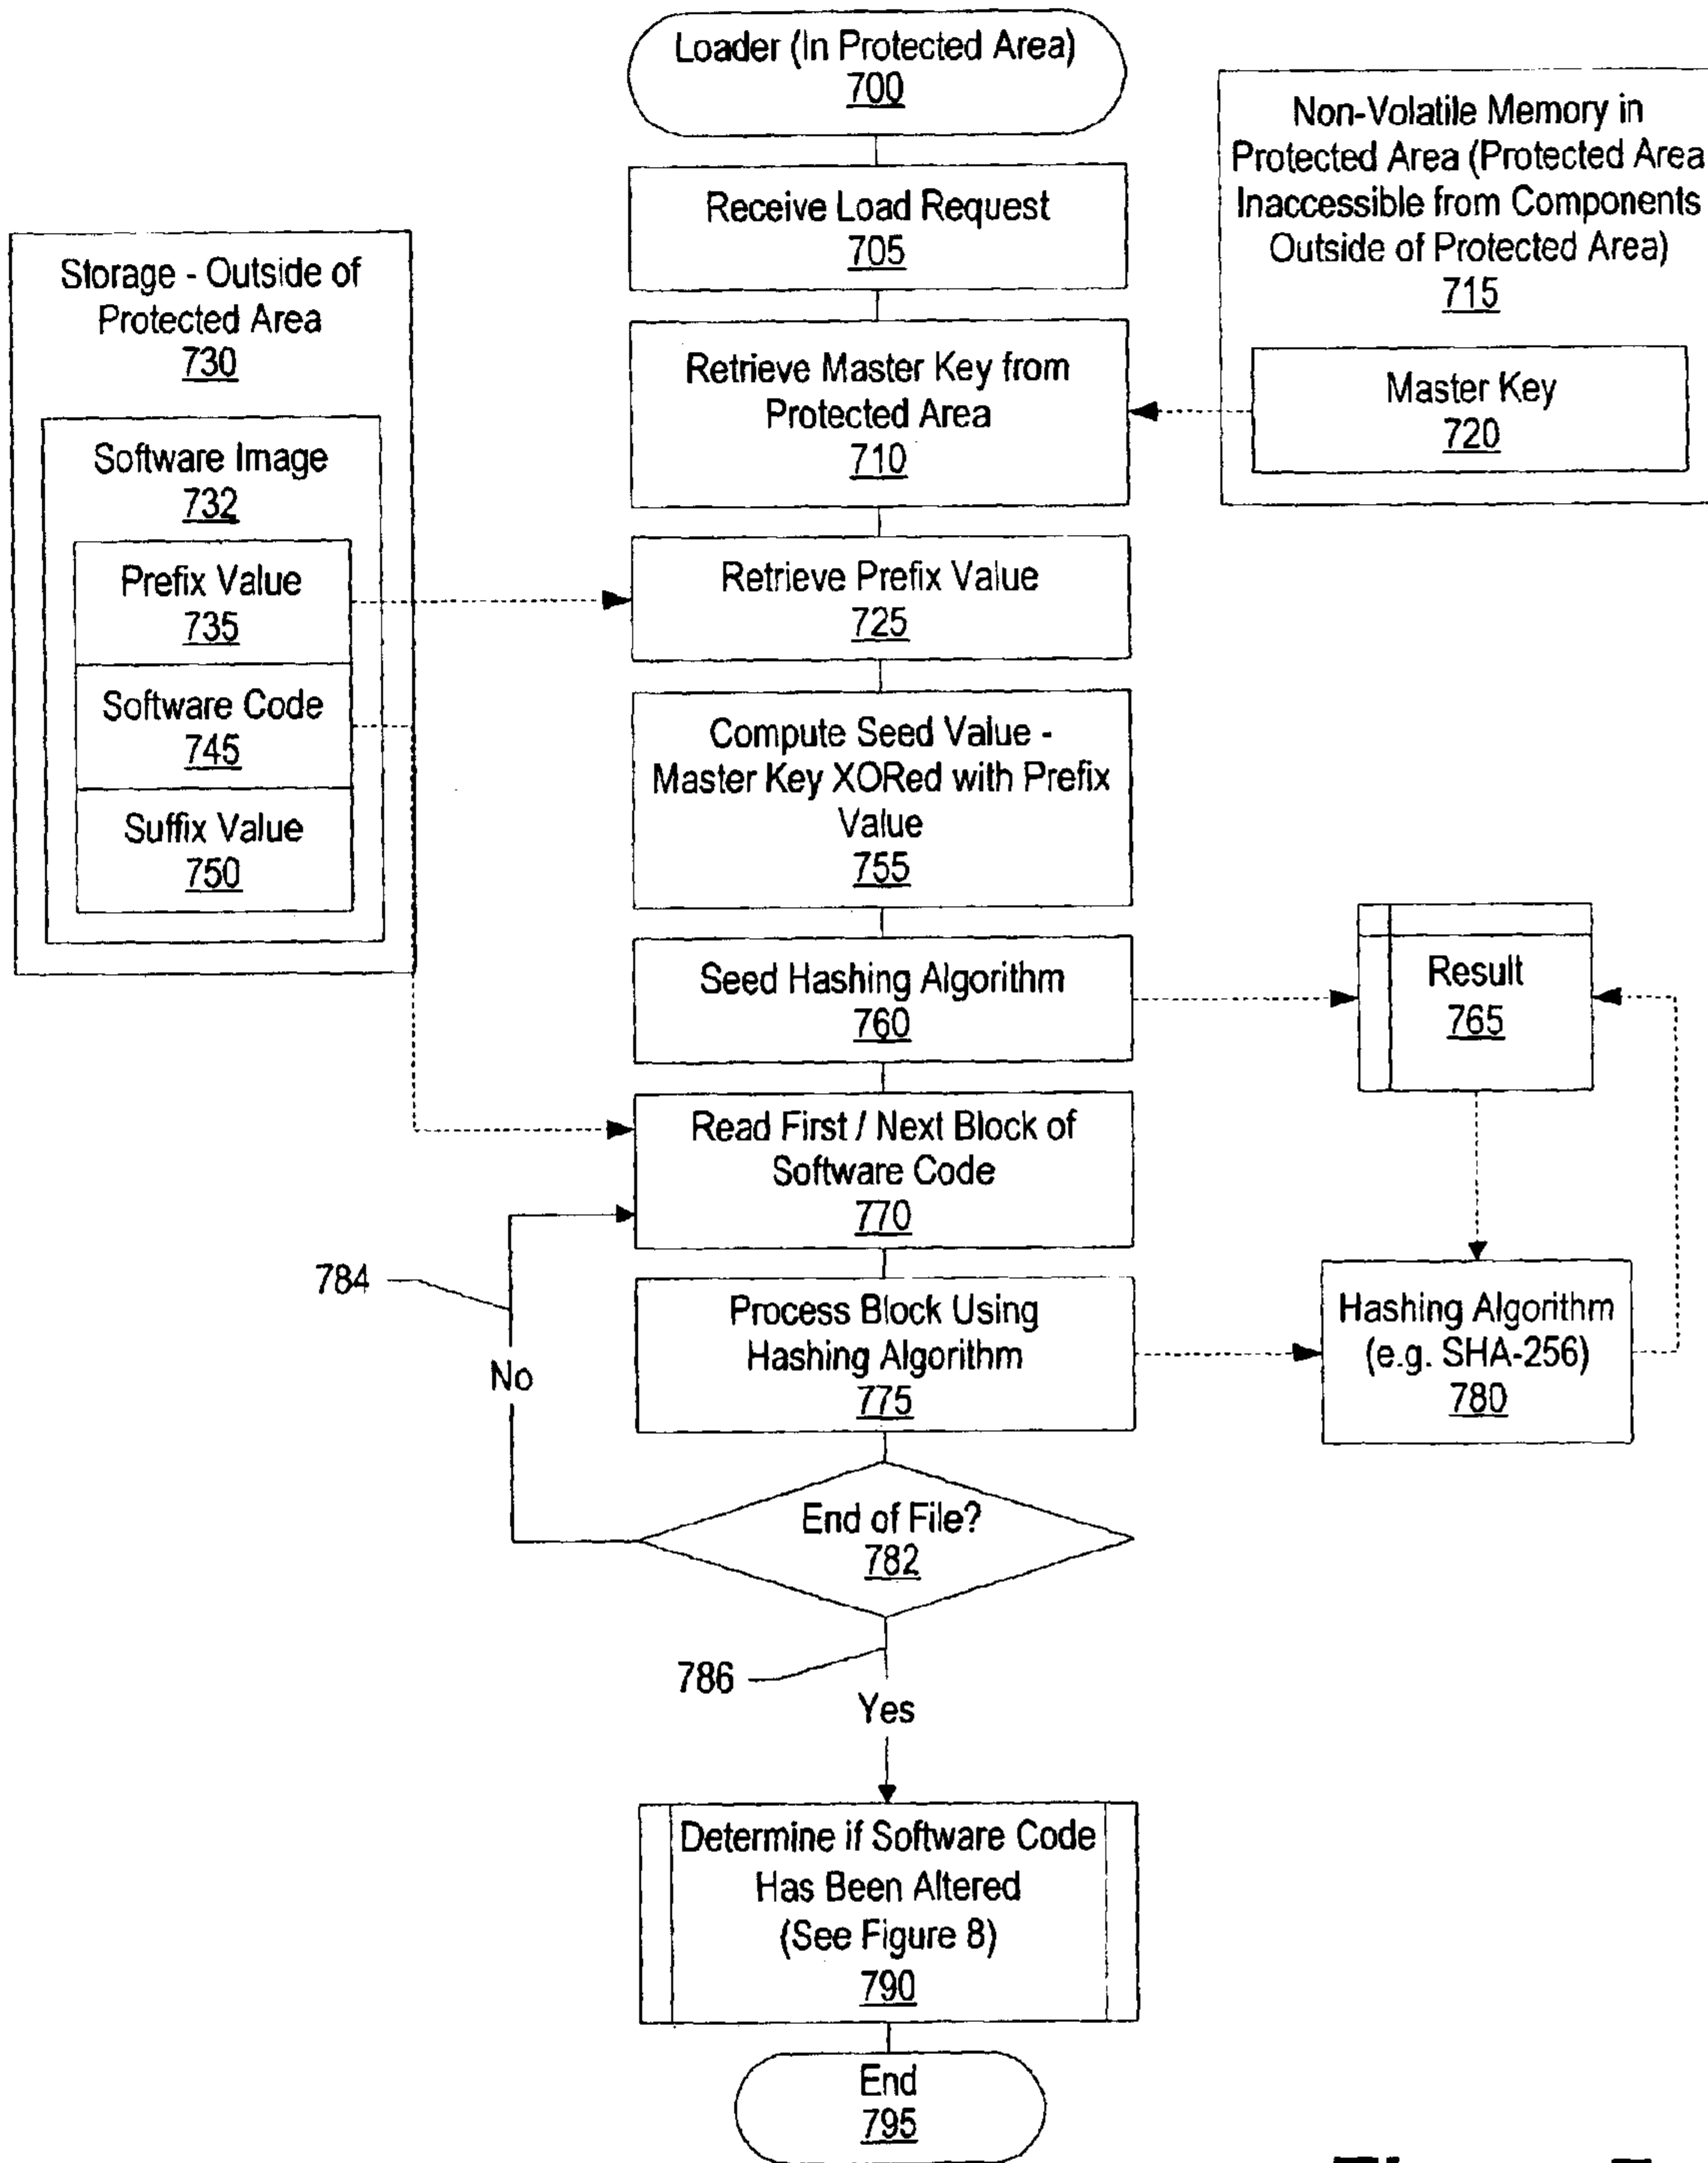 Loader (In Protected Area)
700
Receive Load Request
705
Non-Volatile Memory in
Protected Area (Protected Area
Inaccessible from Components
Outside of Protected Area)
715
Master Key
720
Storage - Outside of
Protected Area
730
Software Image
732
Prefix Value
735
Software Code
745
Suffix Value
750
Retrieve Master Key from
Protected Area
710
Retrieve Prefix Value
725
Compute Seed Value -
Master Key XORed with Prefix
Value
755
Seed Hashing Algorithm
760
Result
765
Read First / Next Block of
Software Code
770
784
No
Process Block Using
Hashing Algorithm
775
Hashing Algorithm
(e.g. SHA-256)
780
End of File?
782
786
Yes
Determine if Software Code
Has Been Altered
(See Figure 8)
790
End
795